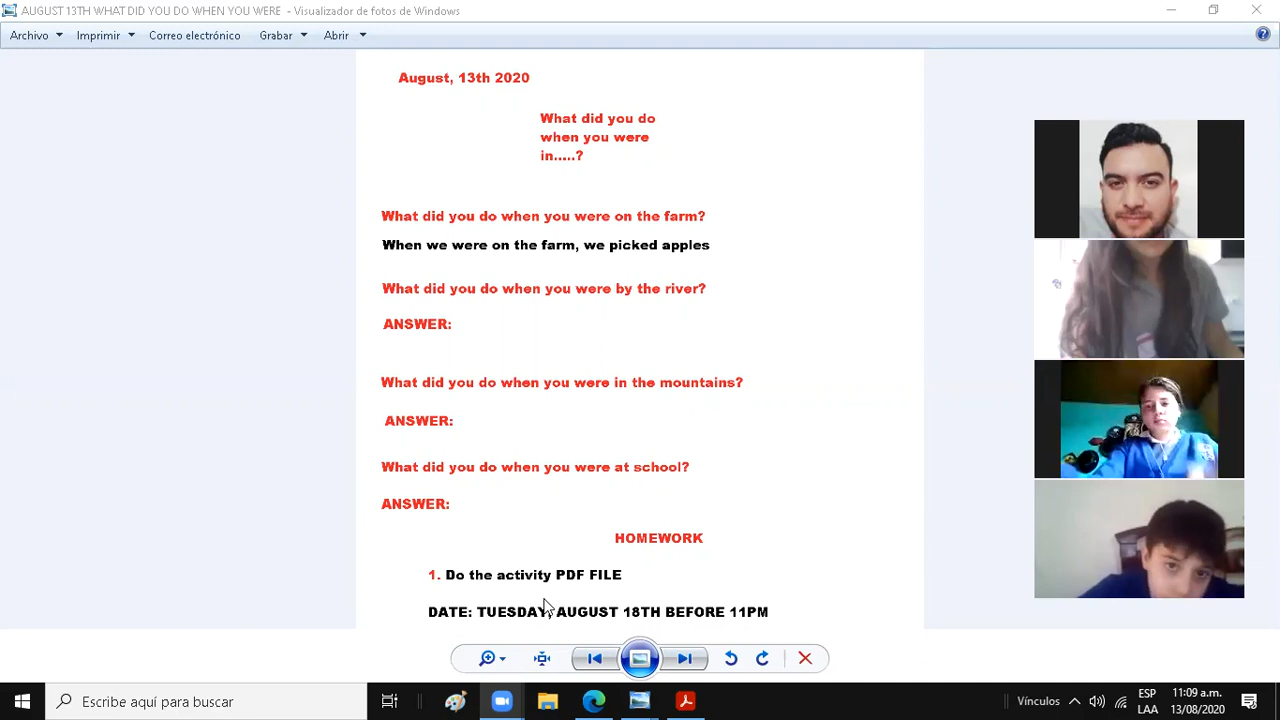 AUGUST 13TH WHAT DID YOU DO WHEN YOU WERE - Visualizador de fotos de Windows
Archivo Imprimir Correo electrónico Grabar Abrir
August, 13th 2020
What did you do
when you were
in.....?
What did you do when you were on the farm?
When we were on the farm, we picked apples
What did you do when you were by the river?
ANSWER:
What did you do when you were in the mountains?
ANSWER:
What did you do when you were at school?
ANSWER:
HOMEWORK
1. Do the activity PDF FILE
DATE: TUESDAY, AUGUST 18TH BEFORE 11PM
Escribe aquí para buscar
Vínculos
ESP
LAA
11:09 a.m.
13/08/2020